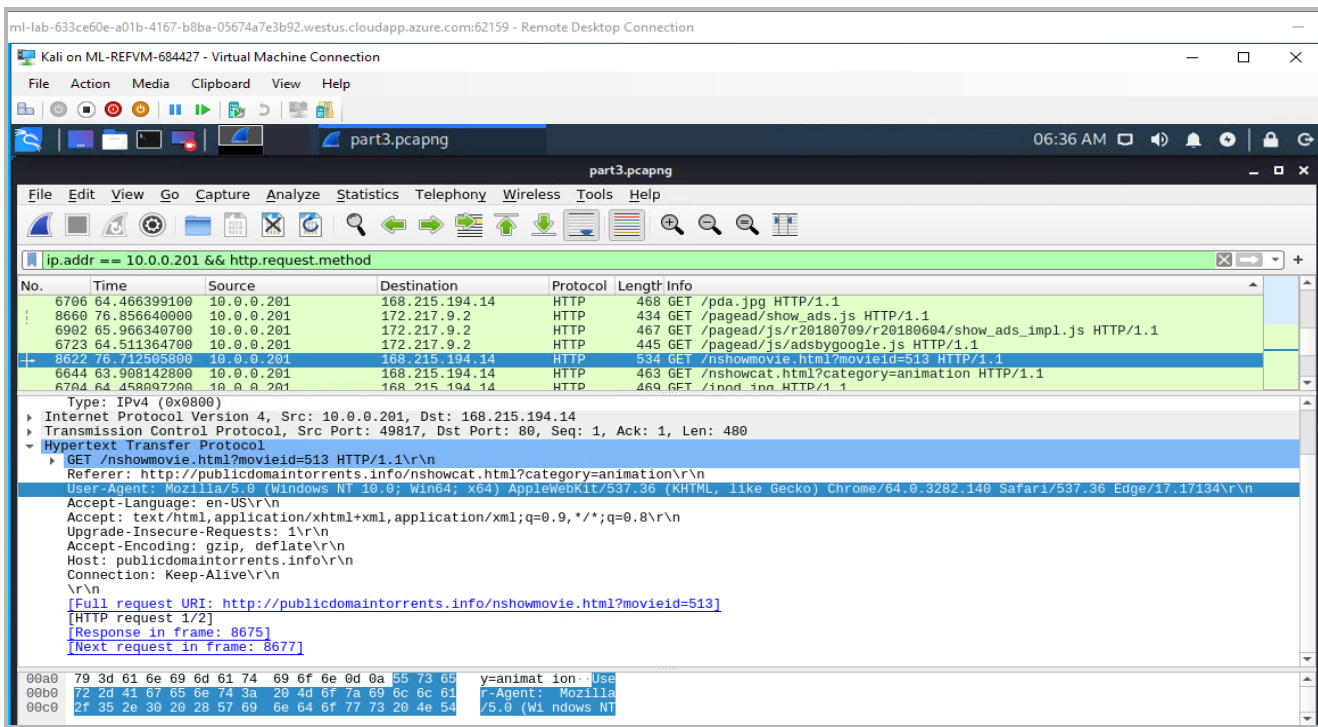 ml-lab-633ce60e-a01b-4167-b8ba-05674a7e3b92.westus.cloudapp.azure.com:62159 - Remote Desktop Connection
Kali on ML-REFVM-684427 - Virtual Machine Connection
File Action Media Clipboard View Help
part3.pcapng 06:36 AM
part3.pcapng
File Edit View Go Capture Analyze Statistics Telephony Wireless Tools Help
ip.addr == 10.0.0.201 && http.request.method
No. Time Source Destination Protocol Length Info
6706 64.466399100 10.0.0.201 168.215.194.14 HTTP 468 GET /pda.jpg HTTP/1.1
8660 76.856640000 10.0.0.201 172.217.9.2 HTTP 434 GET /pagead/show_ads.js HTTP/1.1
6902 65.966340700 10.0.0.201 172.217.9.2 HTTP 467 GET /pagead/js/r20180709/r20180604/show_ads_impl.js HTTP/1.1
6723 64.511364700 10.0.0.201 172.217.9.2 HTTP 445 GET /pagead/js/adsbygoogle.js HTTP/1.1
8622 76.712505800 10.0.0.201 168.215.194.14 HTTP 534 GET /nshowmovie.html?movieid=513 HTTP/1.1
6644 63.908142800 10.0.0.201 168.215.194.14 HTTP 463 GET /nshowcat.html?category=animation HTTP/1.1
6704 64.458097200 10.0.0.201 168.215.194.14 HTTP 469 GET /ipod.jpg HTTP/1.1
Type: IPv4 (0x0800)
Internet Protocol Version 4, Src: 10.0.0.201, Dst: 168.215.194.14
Transmission Control Protocol, Src Port: 49817, Dst Port: 80, Seq: 1, Ack: 1, Len: 480
Hypertext Transfer Protocol
GET /nshowmovie.html?movieid=513 HTTP/1.1\r\n
Referer: http://publicdomaintorrents.info/nshowcat.html?category=animation\r\n
User-Agent: Mozilla/5.0 (Windows NT 10.0; Win64; x64) AppleWebKit/537.36 (KHTML, like Gecko) Chrome/64.0.3282.140 Safari/537.36 Edge/17.17134\r\n
Accept-Language: en-US\r\n
Accept: text/html,application/xhtml+xml,application/xml;q=0.9,*/*;q=0.8\r\n
Upgrade-Insecure-Requests: 1\r\n
Accept-Encoding: gzip, deflate\r\n
Host: publicdomaintorrents.info\r\n
Connection: Keep-Alive\r\n
\r\n
[Full request URI: http://publicdomaintorrents.info/nshowmovie.html?movieid=513]
[HTTP request 1/2]
[Response in frame: 8675]
[Next request in frame: 8677]
00a0 79 3d 61 6e 69 6d 61 74 69 6f 6e 0d 0a 55 73 65 y=animat ion··Use
00b0 72 2d 41 67 65 6e 74 3a 20 4d 6f 7a 69 6c 6c 61 r-Agent: Mozilla
00c0 2f 35 2e 30 20 28 57 69 6e 64 6f 77 73 20 4e 54 /5.0 (Wi ndows NT